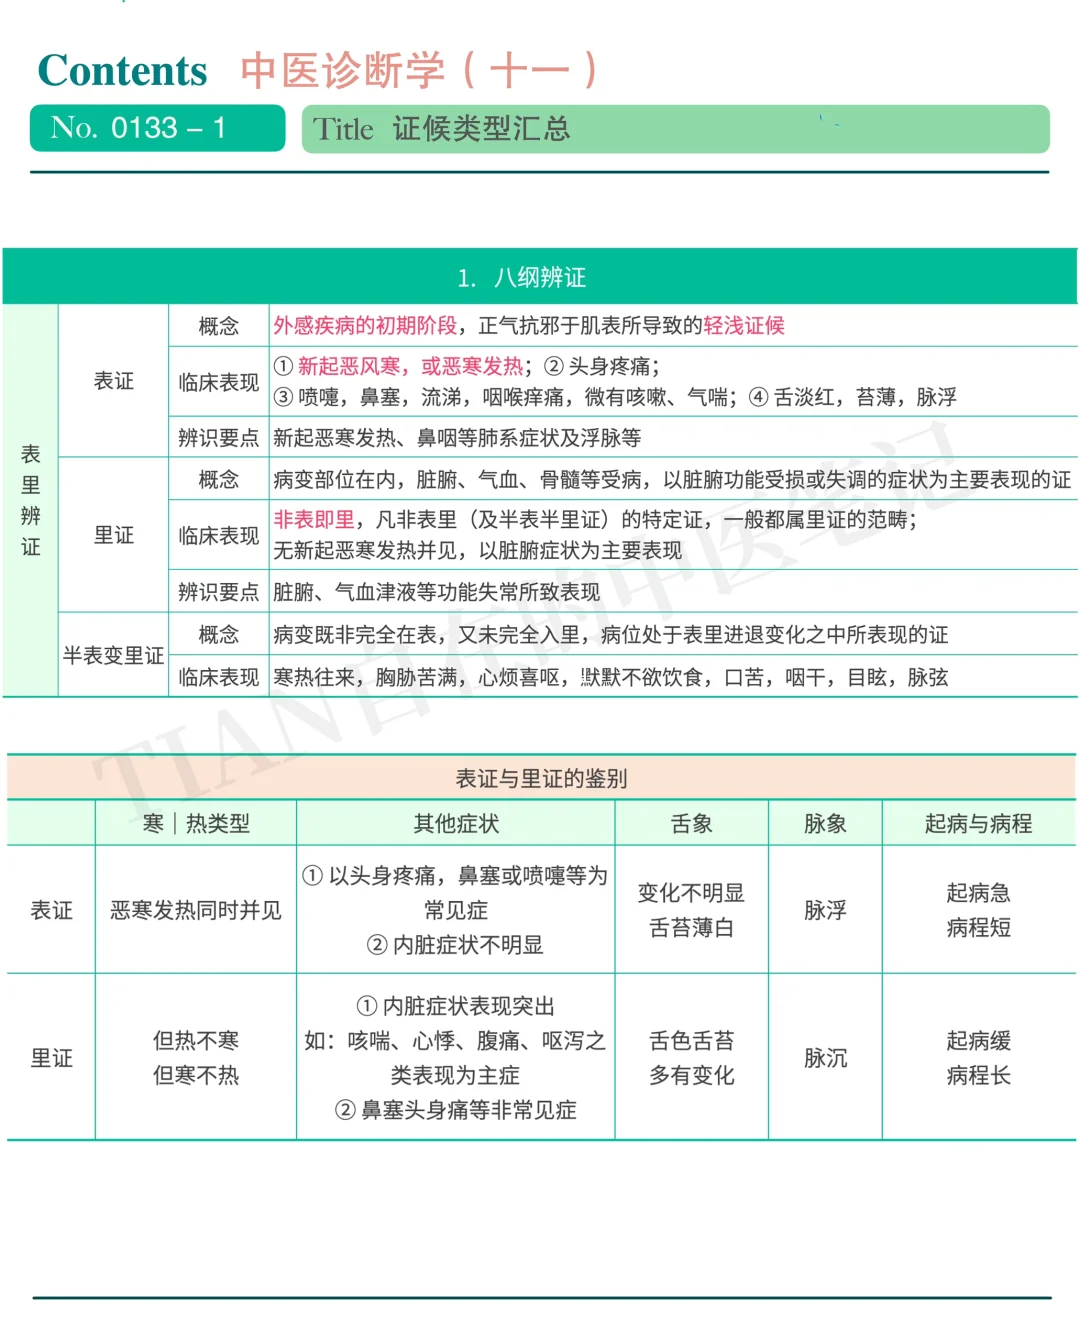 Contents 中医诊断学（十一）
No. 0133 – 1 Title 证候类型汇总
1. 八纲辨证
表里辨证
表证
概念 外感疾病的初期阶段，正气抗邪于肌表所导致的轻浅证候
临床表现 ① 新起恶风寒，或恶寒发热；② 头身疼痛；
③ 喷嚏，鼻塞，流涕，咽喉痒痛，微有咳嗽、气喘；④ 舌淡红，苔薄，脉浮
辨识要点 新起恶寒发热、鼻咽等肺系症状及浮脉等
里证
概念 病变部位在内，脏腑、气血、骨髓等受病，以脏腑功能受损或失调的症状为主要表现的证
临床表现 非表即里，凡非表里（及半表半里证）的特定证，一般都属里证的范畴；
无新起恶寒发热并见，以脏腑症状为主要表现
辨识要点 脏腑、气血津液等功能失常所致表现
半表变里证
概念 病变既非完全在表，又未完全入里，病位处于表里进退变化之中所表现的证
临床表现 寒热往来，胸胁苦满，心烦喜呕，默默不欲饮食，口苦，咽干，目眩，脉弦
表证与里证的鉴别
寒｜热类型 其他症状 舌象 脉象 起病与病程
表证
恶寒发热同时并见
① 以头身疼痛，鼻塞或喷嚏等为
常见症
② 内脏症状不明显
变化不明显
舌苔薄白
脉浮
起病急
病程短
里证
但热不寒
但寒不热
① 内脏症状表现突出
如：咳喘、心悸、腹痛、呕泻之
类表现为主症
② 鼻塞头身痛等非常见症
舌色舌苔
多有变化
脉沉
起病缓
病程长
TIAN自在的中医笔记